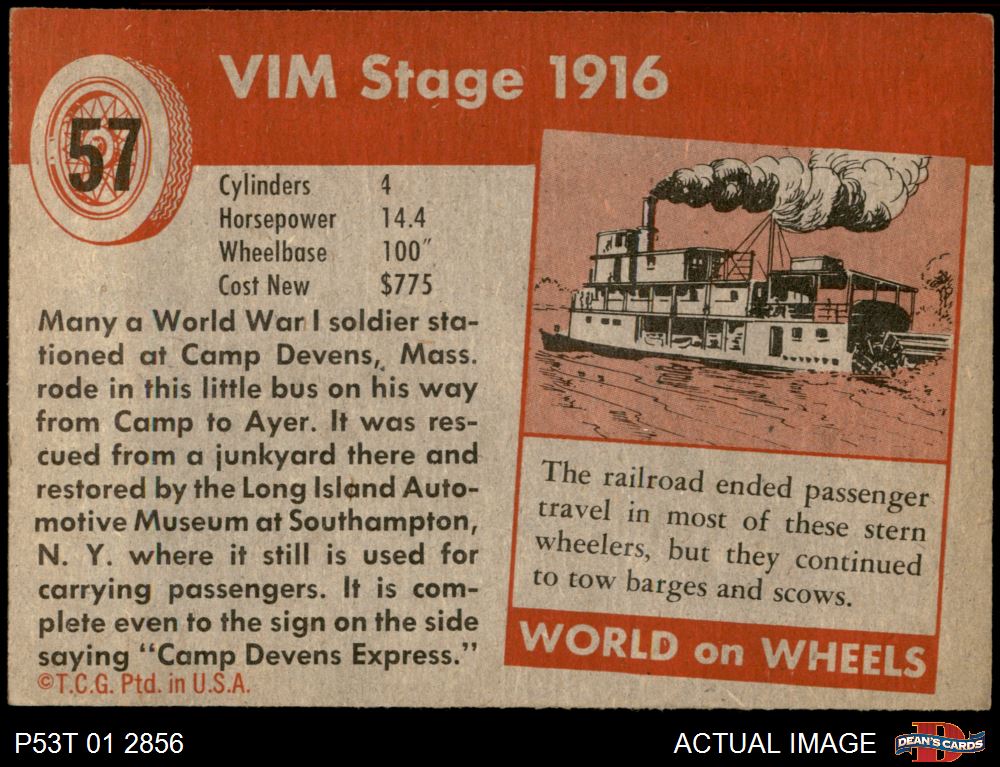 VIM Stage 1916
57
Cylinders 4
Horsepower 14.4
Wheelbase 100″
Cost New $775
Many a World War I soldier sta-
tioned at Camp Devens, Mass.
rode in this little bus on his way
from Camp to Ayer. It was res-
cued from a junkyard there and
restored by the Long Island Auto-
motive Museum at Southampton,
N. Y. where it still is used for
carrying passengers. It is com-
plete even to the sign on the side
saying “Camp Devens Express.”
©T.C.G. Ptd. in U.S.A.
The railroad ended passenger
travel in most of these stern
wheelers, but they continued
to tow barges and scows.
WORLD on WHEELS
P53T 01 2856
ACTUAL IMAGE
D
DEAN'S CARDS